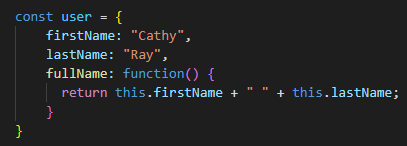 const user = {
    firstName: "Cathy",
    lastName: "Ray",
    fullName: function() {
      return this.firstName + " " + this.lastName;
    }
}